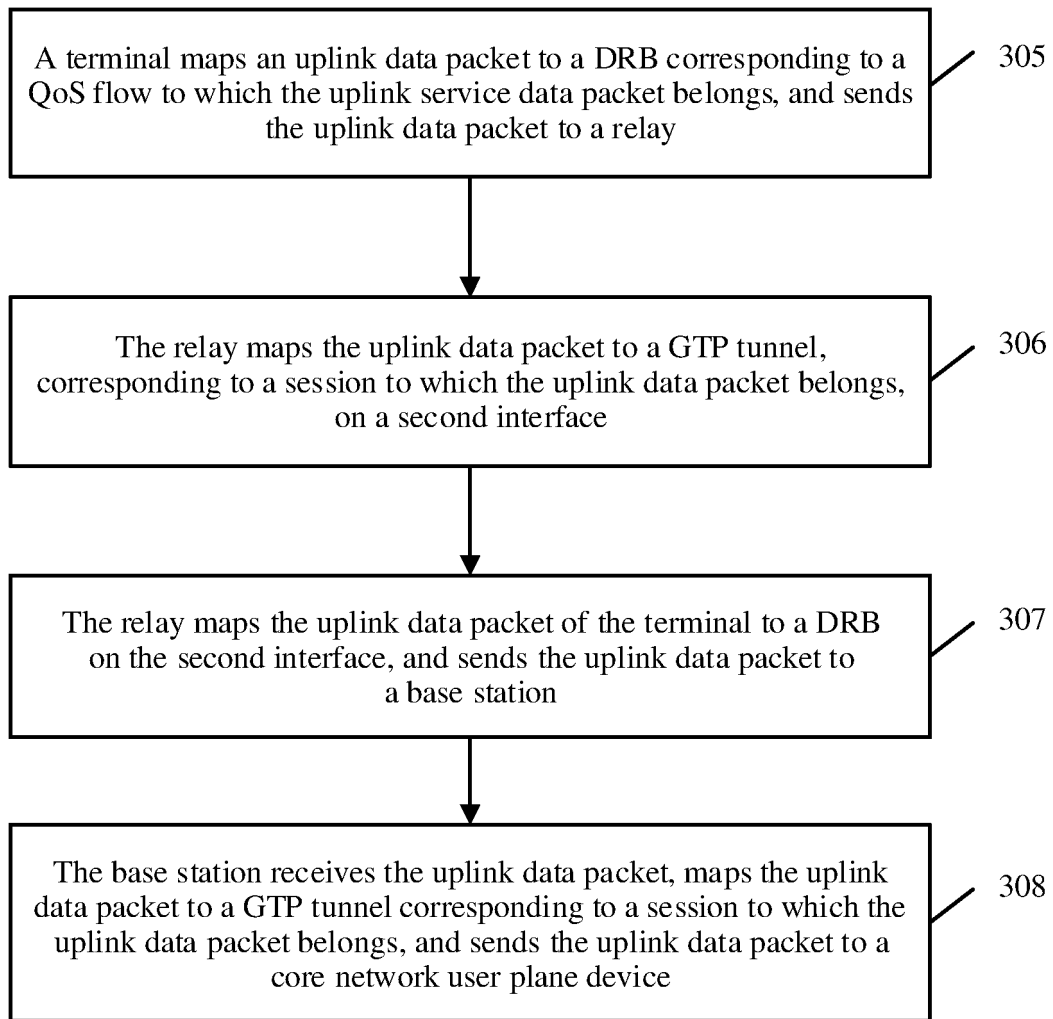 A terminal maps an uplink data packet to a DRB corresponding to a
QoS flow to which the uplink service data packet belongs, and sends
the uplink data packet to a relay
305
The relay maps the uplink data packet to a GTP tunnel,
corresponding to a session to which the uplink data packet belongs,
on a second interface
306
The relay maps the uplink data packet of the terminal to a DRB
on the second interface, and sends the uplink data packet to
a base station
307
The base station receives the uplink data packet, maps the uplink
data packet to a GTP tunnel corresponding to a session to which the
uplink data packet belongs, and sends the uplink data packet to a
core network user plane device
308